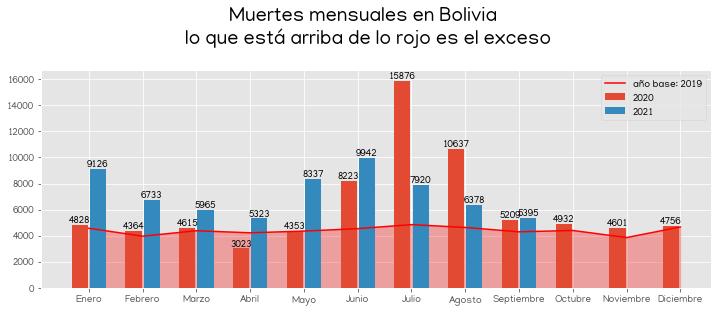 Muertes mensuales en Bolivia
lo que está arriba de lo rojo es el exceso
año base: 2019
2020
2021
16000
14000
12000
10000
8000
6000
4000
2000
0
4828
9126
4364
6733
4615
5965
3023
5323
4353
8337
8223
9942
15876
7920
10637
6378
5209
5395
4932
4601
4756
Enero
Febrero
Marzo
Abril
Mayo
Junio
Julio
Agosto
Septiembre
Octubre
Noviembre
Diciembre